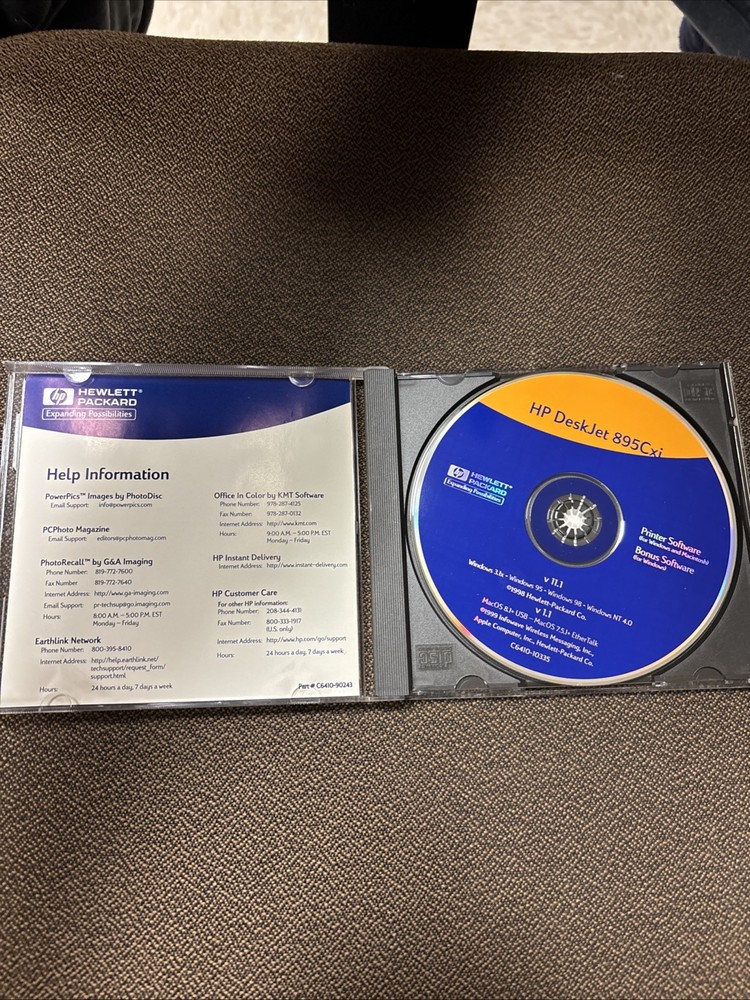 hp HEWLETT®
PACKARD
Expanding Possibilities
Help Information
PowerPics™ Images by PhotoDisc
Email Support: info@powerpics.com
PCPhoto Magazine
Email Support: editors@pcphotomag.com
PhotoRecall™ by G&A Imaging
Phone Number: 819-772-7600
Fax Number 819-772-7640
Internet Address: http://www.ga-imaging.com
Email Support: pr-techsup@go.imaging.com
Hours: 8:00 A.M. – 5:00 P.M. EST
Monday – Friday
Earthlink Network
Phone Number: 800-395-8410
Internet Address: http://help.earthlink.net/
techsupport/request_form/
support.html
Hours: 24 hours a day, 7 days a week
Office In Color by KMT Software
Phone Number: 978-287-4125
Fax Number: 978-287-0132
Internet Address: http://www.kmt.com
Hours: 9:00 A.M. – 5:00 P.M. EST
Monday – Friday
HP Instant Delivery
Internet Address: http://www.instant-delivery.com
HP Customer Care
For other HP information:
Phone Number: 208-344-4131
Fax Number: 800-333-1917
(U.S. only)
Internet Address: http://www.hp.com/go/support
Hours: 24 hours a day, 7 days a week
Part # C6410-90243
HP DeskJet 895Cxi
hp HEWLETT®
PACKARD
Expanding Possibilities
Printer Software
(for Windows and Macintosh)
Bonus Software
(for Windows)
v 11.1
Windows 3.1x • Windows 95 • Windows 98 • Windows NT 4.0
©1998 Hewlett-Packard Co.
v 1.1
MacOS 8.1+ USB – MacOS 7.5.1+ EtherTalk
©1999 Infowave Wireless Messaging, Inc.,
Apple Computer, Inc., Hewlett-Packard Co.
C6410-10335
disc